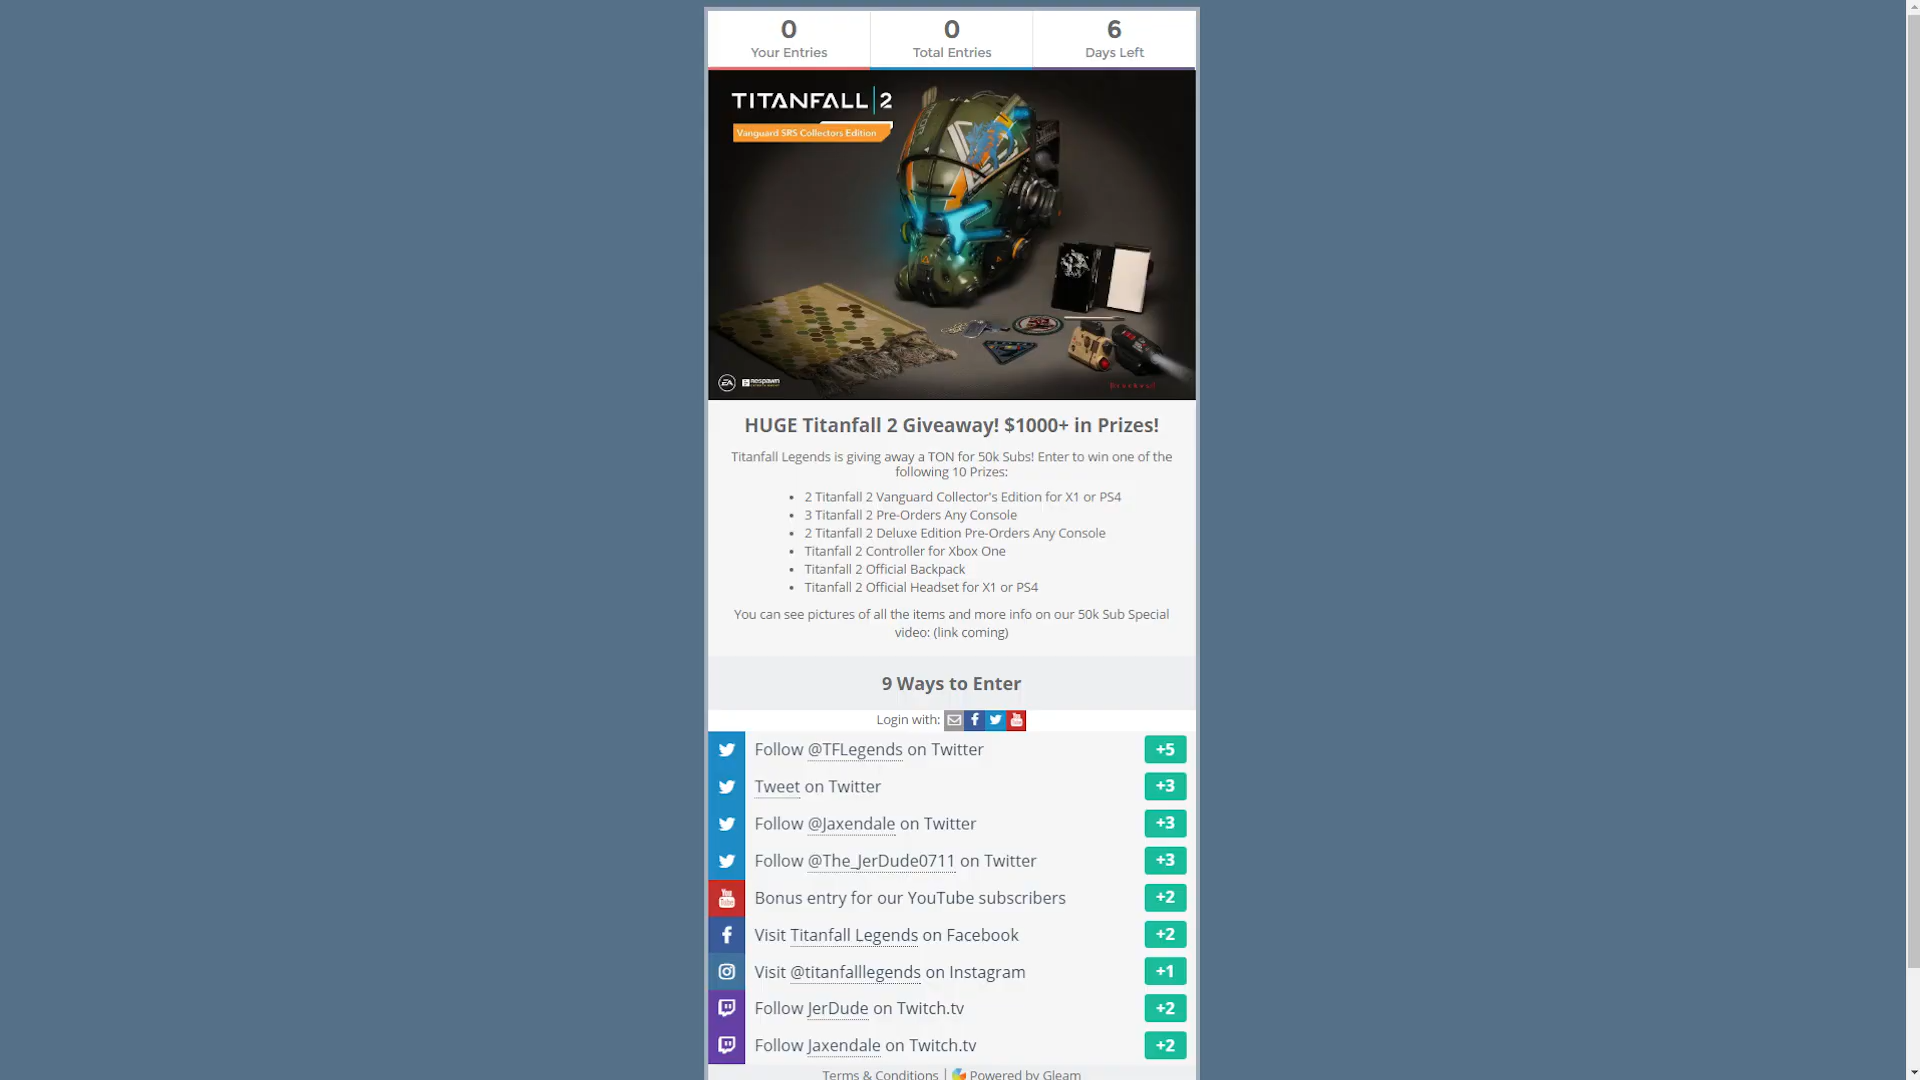 0
Your Entries
0
Total Entries
6
Days Left
TITANFALL 2
Vanguard SRS Collectors Edition
EA
RESPAWN
HUGE Titanfall 2 Giveaway! $1000+ in Prizes!
Titanfall Legends is giving away a TON for 50k Subs! Enter to win one of the
following 10 Prizes:
• 2 Titanfall 2 Vanguard Collector's Edition for X1 or PS4
• 3 Titanfall 2 Pre-Orders Any Console
• 2 Titanfall 2 Deluxe Edition Pre-Orders Any Console
• Titanfall 2 Controller for Xbox One
• Titanfall 2 Official Backpack
• Titanfall 2 Official Headset for X1 or PS4
You can see pictures of all the items and more info on our 50k Sub Special
video: (link coming)
9 Ways to Enter
Login with:
Follow @TFLegends on Twitter +5
Tweet on Twitter +3
Follow @Jaxendale on Twitter +3
Follow @The_JerDude0711 on Twitter +3
Bonus entry for our YouTube subscribers +2
Visit Titanfall Legends on Facebook +2
Visit @titanfalllegends on Instagram +1
Follow JerDude on Twitch.tv +2
Follow Jaxendale on Twitch.tv +2
Terms & Conditions | Powered by Gleam